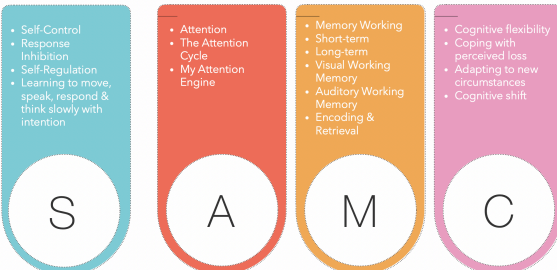 • Self-Control
• Response
Inhibition
• Self-Regulation
• Learning to move,
speak, respond &
think slowly with
intention
S
• Attention
• The Attention
Cycle
• My Attention
Engine
A
• Memory Working
• Short-term
• Long-term
• Visual Working
Memory
• Auditory Working
Memory
• Encoding &
Retrieval
M
• Cognitive flexibility
• Coping with
perceived loss
• Adapting to new
circumstances
• Cognitive shift
C